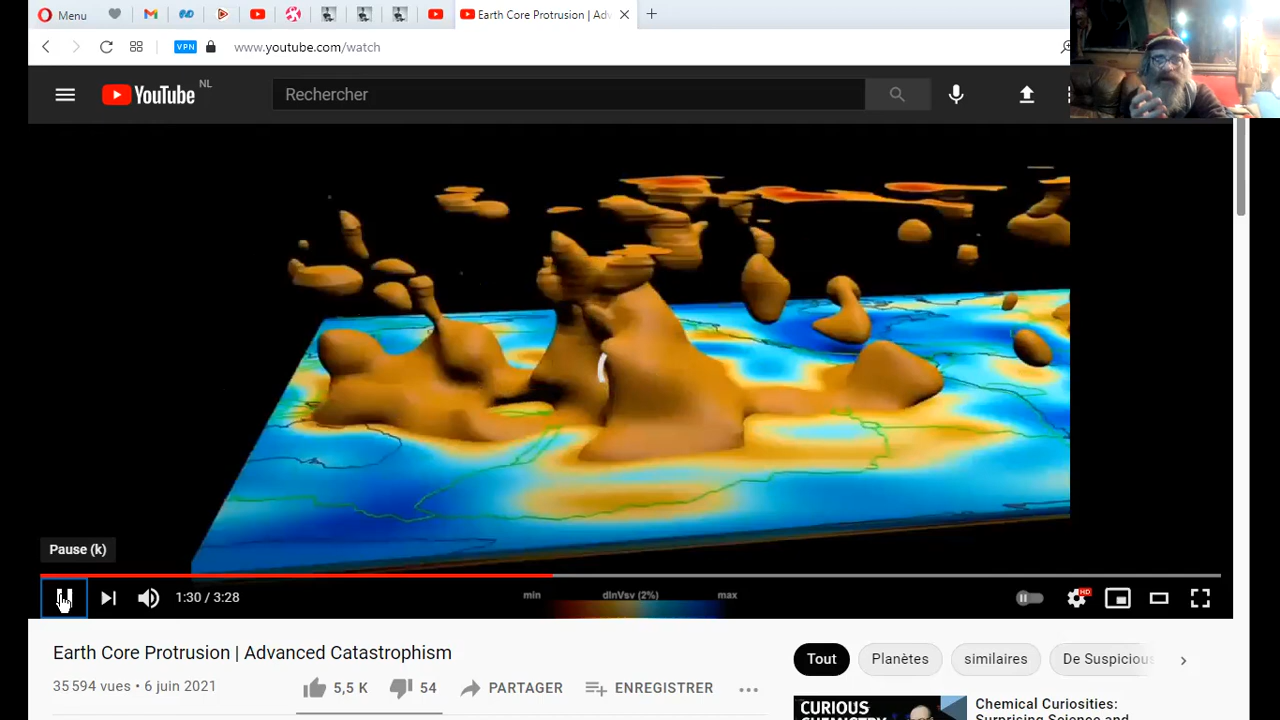 Menu
Earth Core Protrusion | Adv
VPN
www.youtube.com/watch
YouTube NL
Rechercher
Pause (k)
1:30 / 3:28
min dlnVsv (2%) max
HD
Earth Core Protrusion | Advanced Catastrophism
35 594 vues • 6 juin 2021
5,5 K
54
PARTAGER
ENREGISTRER
Tout
Planètes
similaires
De Suspicious
CURIOUS
Chemical Curiosities:
Surprising Science and